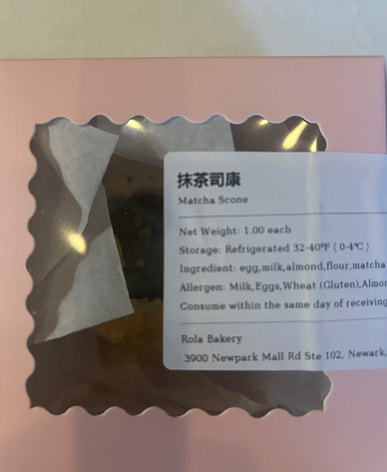 抹茶司康
Matcha Scone
Net Weight: 1.00 each
Storage: Refrigerated 32-40°F ( 0-4°C )
Ingredient: egg,milk,almond,flour,matcha
Allergen: Milk,Eggs,Wheat (Gluten),Almon
Consume within the same day of receiving
Rola Bakery
3900 Newpark Mall Rd Ste 102, Newark,